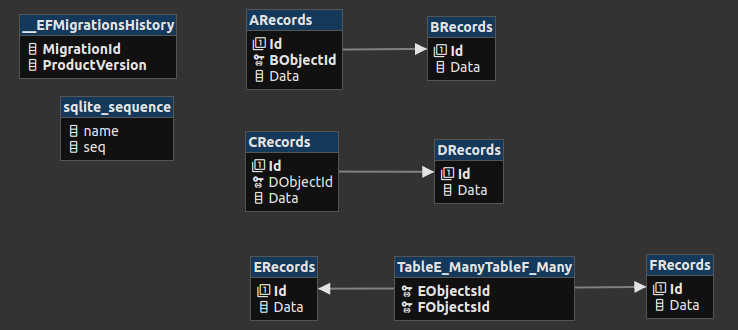 __EFMigrationsHistory
MigrationId
ProductVersion
sqlite_sequence
name
seq
ARecords
Id
BObjectId
Data
BRecords
Id
Data
CRecords
Id
DObjectId
Data
DRecords
Id
Data
ERecords
Id
Data
TableE_ManyTableF_Many
EObjectsId
FObjectsId
FRecords
Id
Data